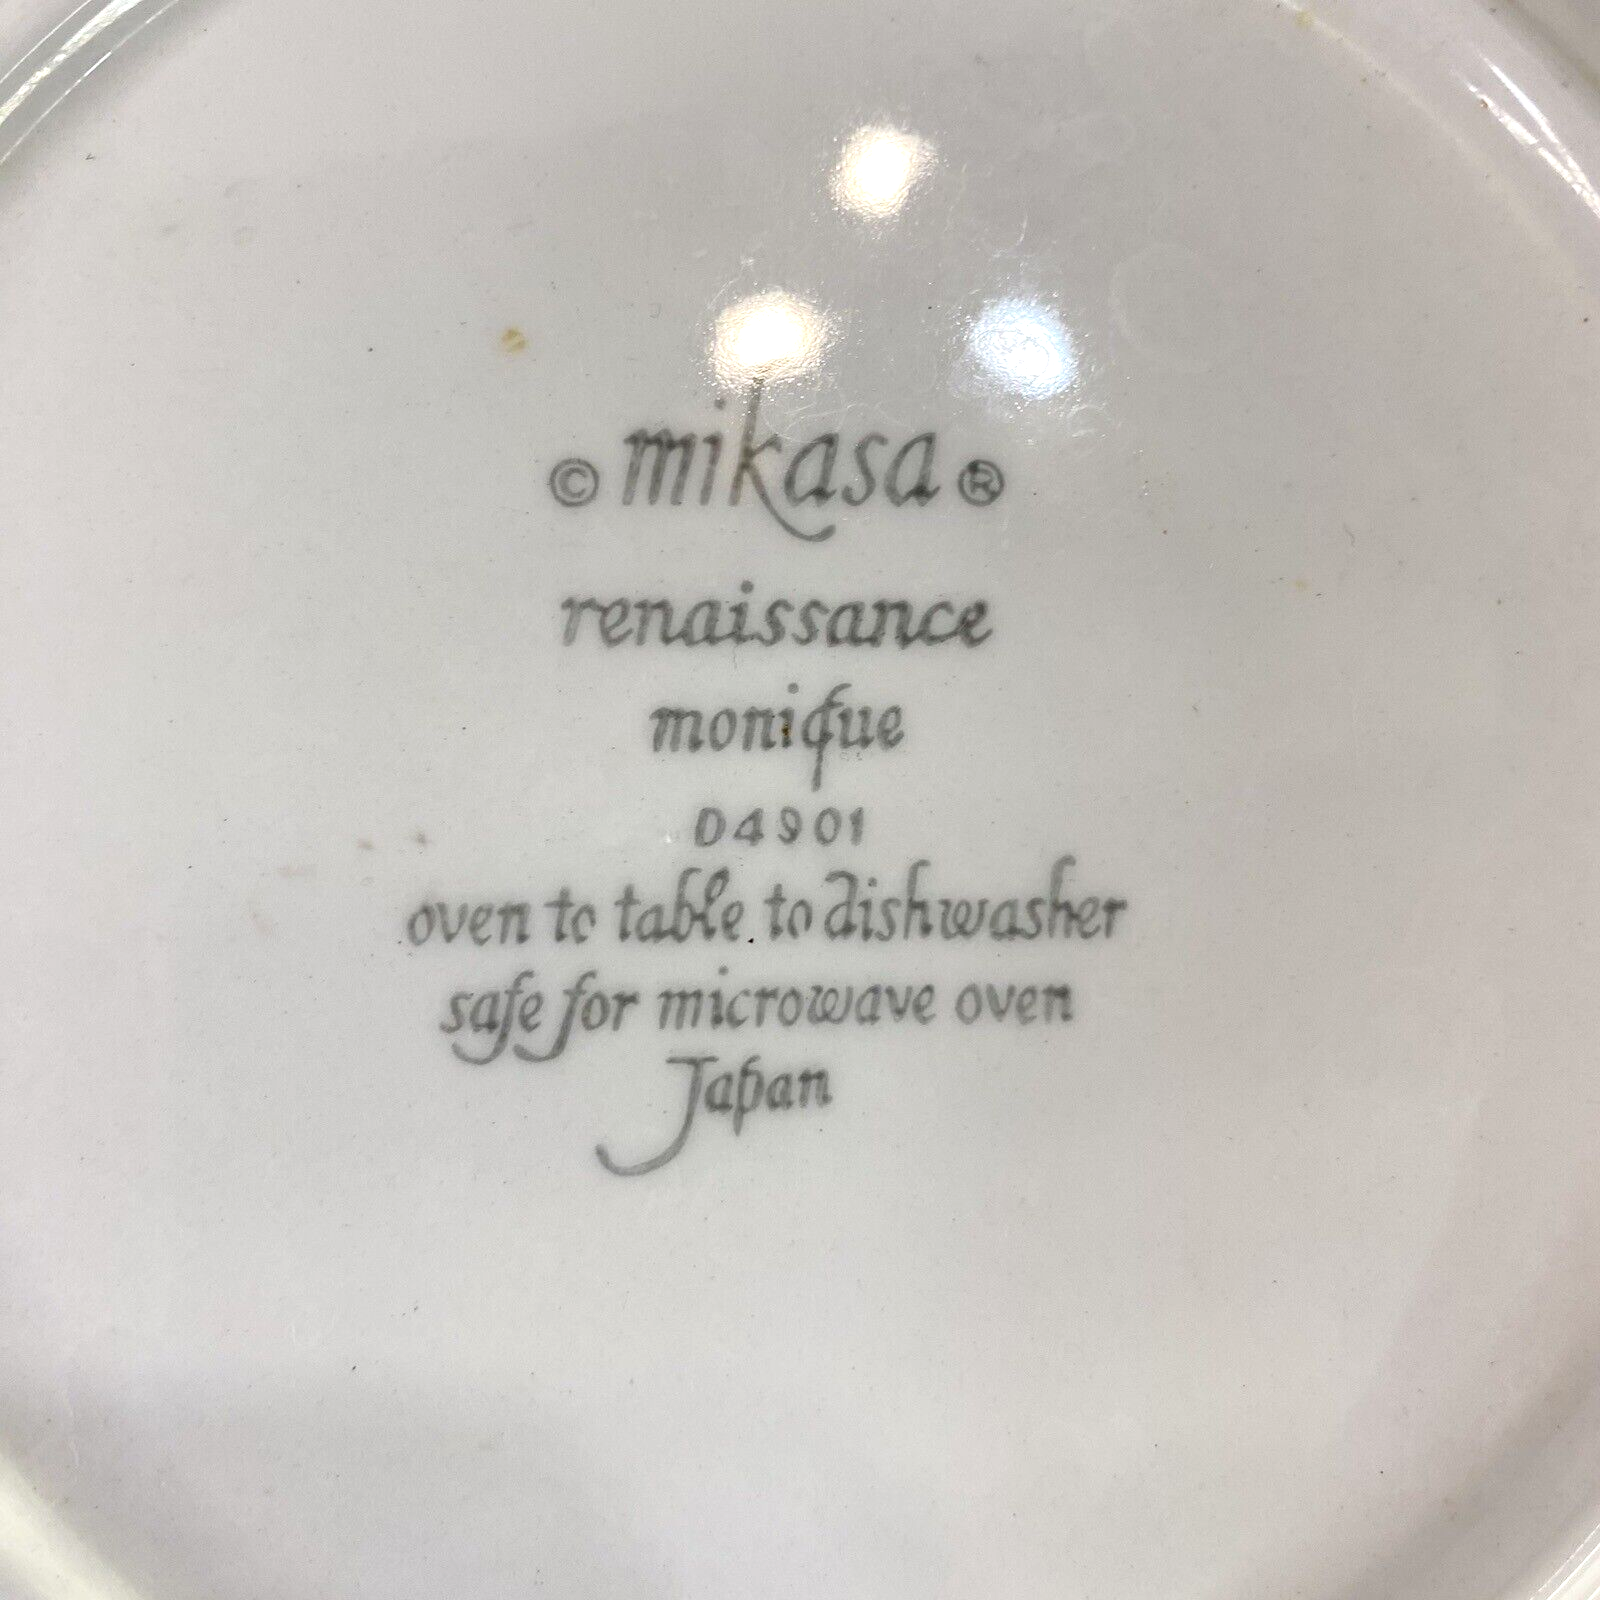 © mikasa ®
renaissance
monique
D4901
oven to table to dishwasher
safe for microwave oven
Japan